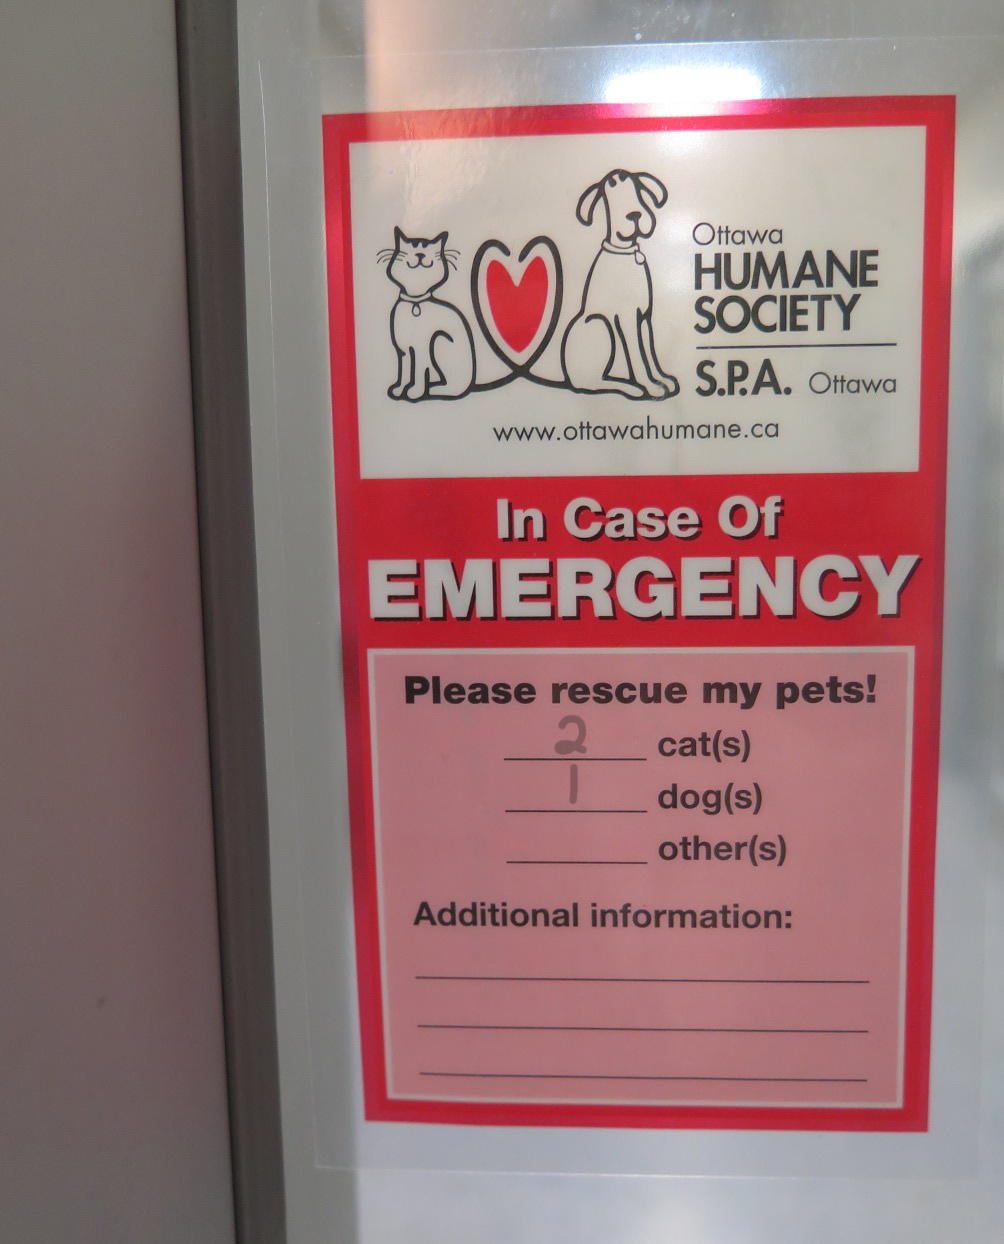 Ottawa
HUMANE
SOCIETY
S.P.A. Ottawa
www.ottawahumane.ca
In Case Of
EMERGENCY
Please rescue my pets!
2 cat(s)
1 dog(s)
other(s)
Additional information: